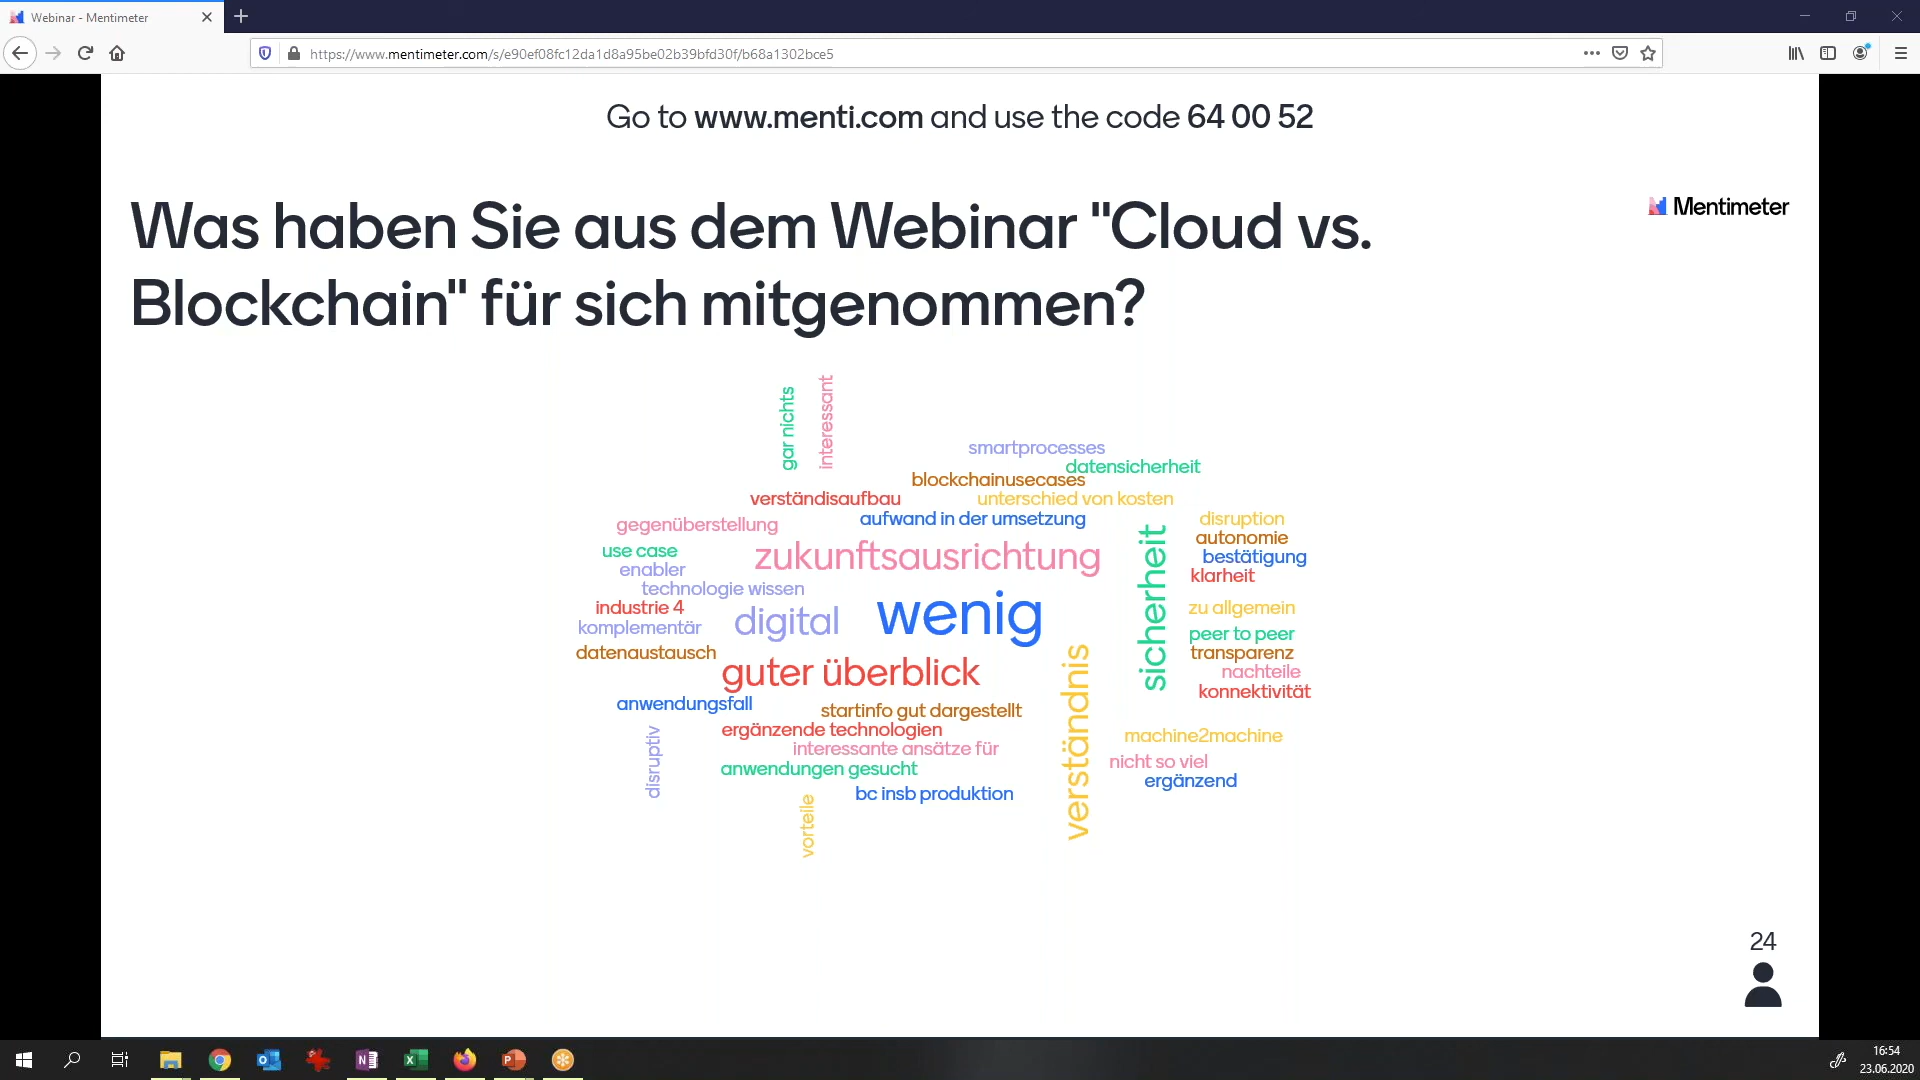 Webinar - Mentimeter
https://www.mentimeter.com/s/e90ef08fc12da1d8a95be02b39bfd30f/b68a1302bce5
Go to www.menti.com and use the code 64 00 52
Was haben Sie aus dem Webinar "Cloud vs.
Blockchain" für sich mitgenommen?
Mentimeter
gar nichts
interessant
smartprocesses
datensicherheit
blockchainusecases
verständisaufbau
unterschied von kosten
gegenüberstellung
aufwand in der umsetzung
disruption
autonomie
use case
zukunftsausrichtung
sicherheit
bestätigung
enabler
klarheit
technologie wissen
industrie 4
digital
wenig
zu allgemein
komplementär
peer to peer
datenaustausch
transparenz
guter überblick
nachteile
konnektivität
anwendungsfall
startinfo gut dargestellt
verständnis
ergänzende technologien
machine2machine
disruptiv
interessante ansätze für
nicht so viel
anwendungen gesucht
ergänzend
bc insb produktion
vorteile
24
16:54
23.06.2020